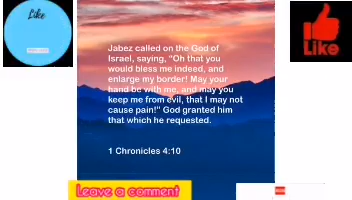 Like
Like
Jabez called on the God of
Israel, saying, "Oh that you
would bless me indeed, and
enlarge my border! May your
hand be with me, and may you
keep me from evil, that I may not
cause pain!" God granted him
that which he requested.
1 Chronicles 4:10
Leave a comment